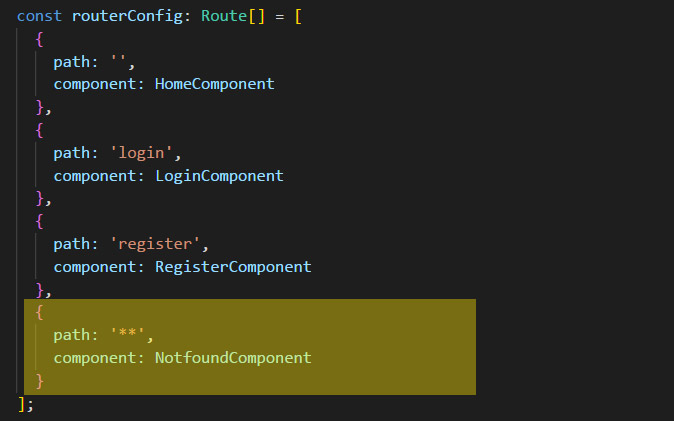 const routerConfig: Route[] = [
  {
    path: '',
    component: HomeComponent
  },
  {
    path: 'login',
    component: LoginComponent
  },
  {
    path: 'register',
    component: RegisterComponent
  },
  {
    path: '**',
    component: NotfoundComponent
  }
];